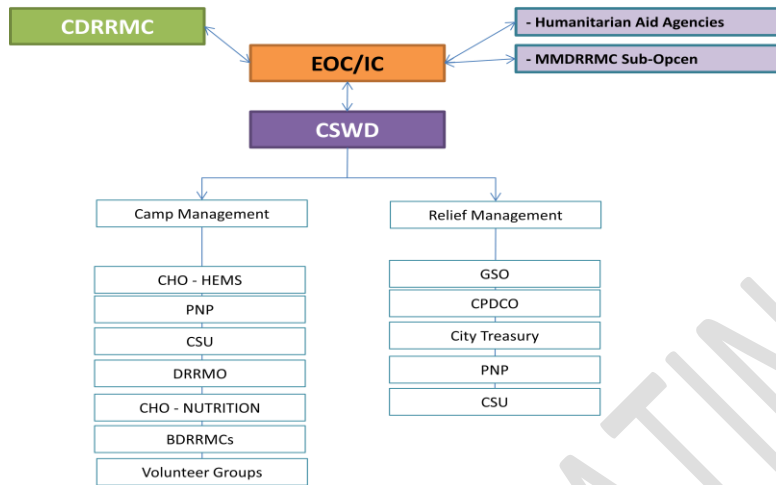 CDRRMC
- Humanitarian Aid Agencies
EOC/IC
- MMDRRMC Sub-Opcen
CSWD
Camp Management
Relief Management
CHO - HEMS
PNP
CSU
DRRMO
CHO - NUTRITION
BDRRMCs
Volunteer Groups
GSO
CPDCO
City Treasury
PNP
CSU